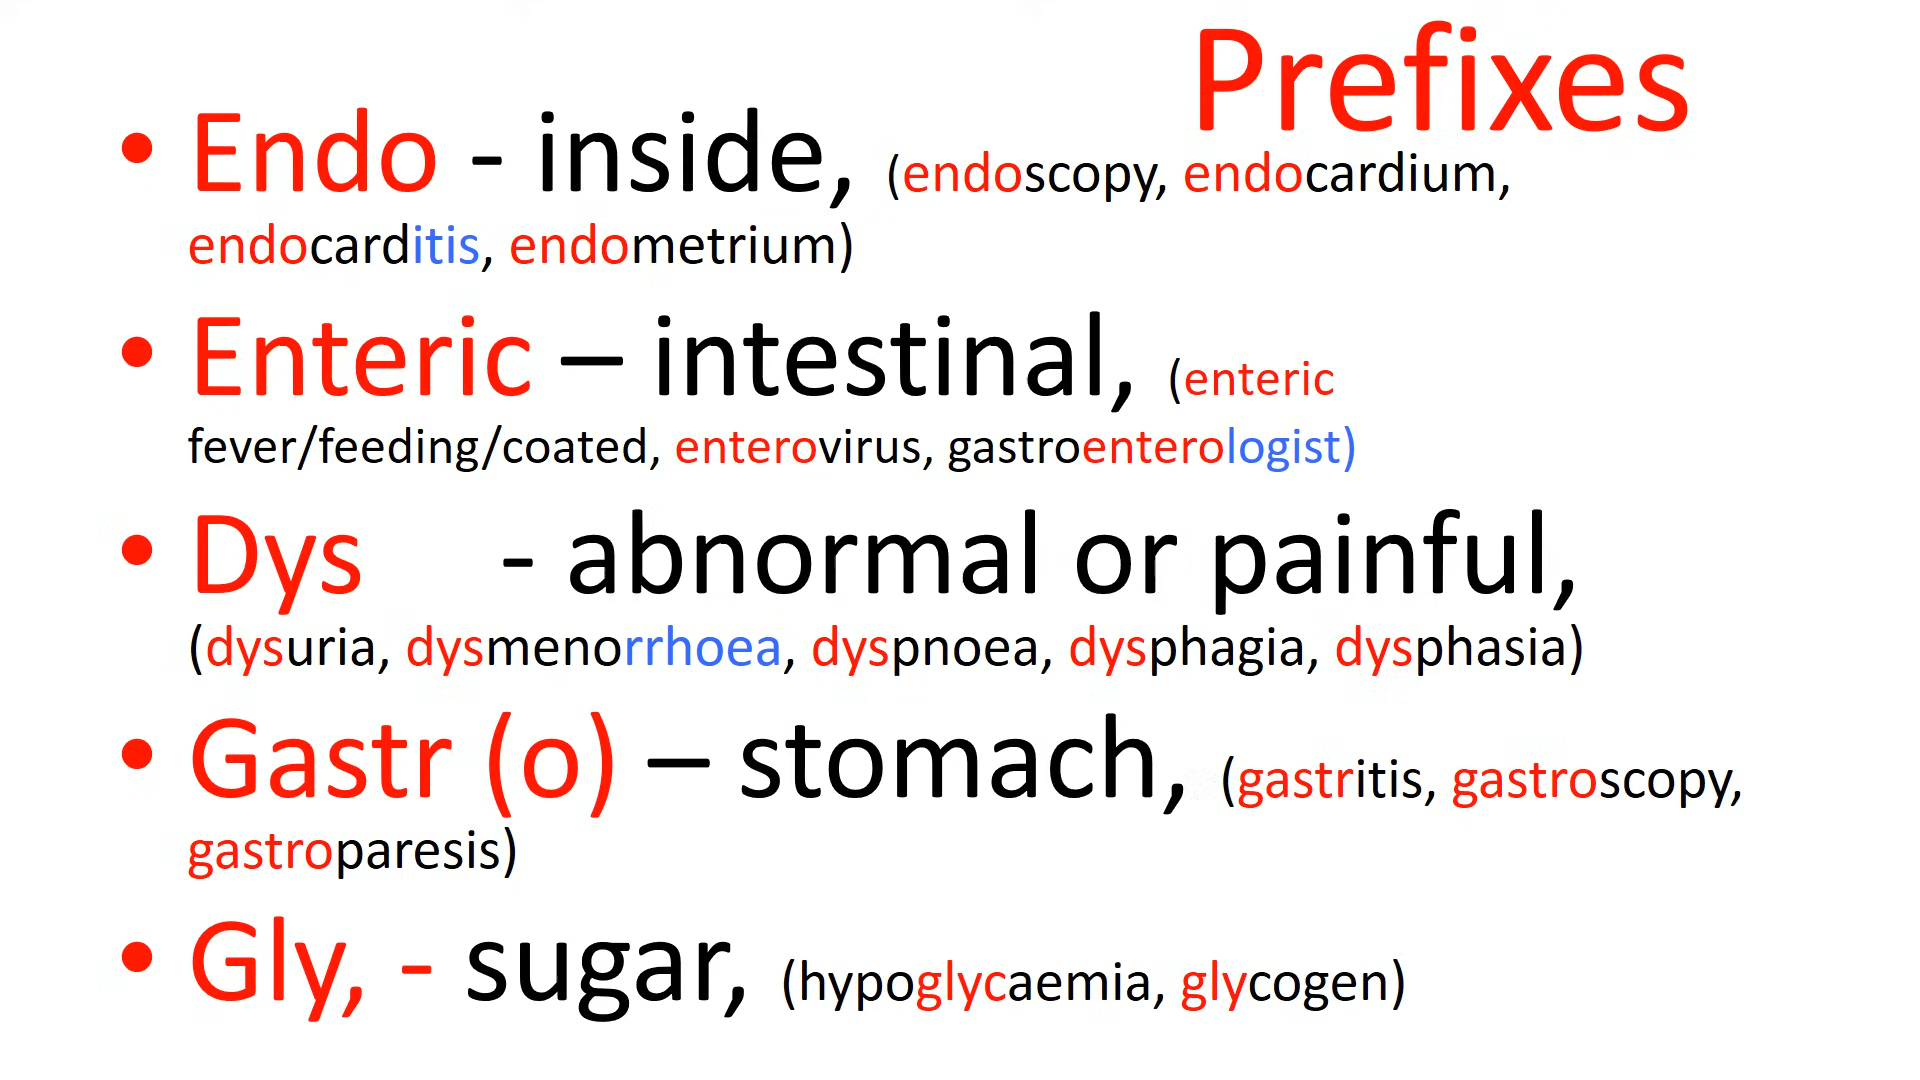 Prefixes
• Endo - inside, (endoscopy, endocardium,
endocarditis, endometrium)
• Enteric – intestinal, (enteric
fever/feeding/coated, enterovirus, gastroenterologist)
• Dys - abnormal or painful,
(dysuria, dysmenorrhoea, dyspnoea, dysphagia, dysphasia)
• Gastr (o) – stomach, (gastritis, gastroscopy,
gastroparesis)
• Gly, - sugar, (hypoglycaemia, glycogen)